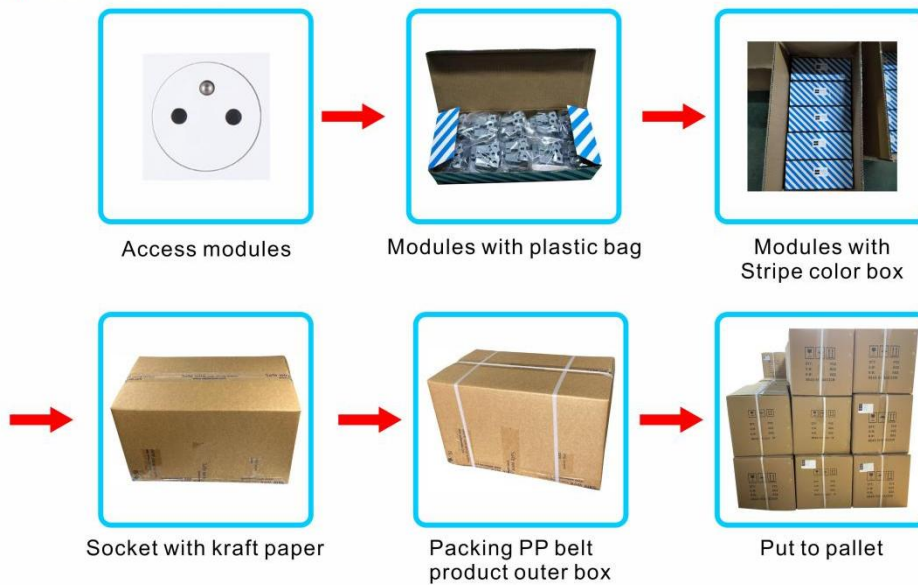 Access modules
Modules with plastic bag
Modules with
Stripe color box
Socket with kraft paper
Packing PP belt
product outer box
Put to pallet